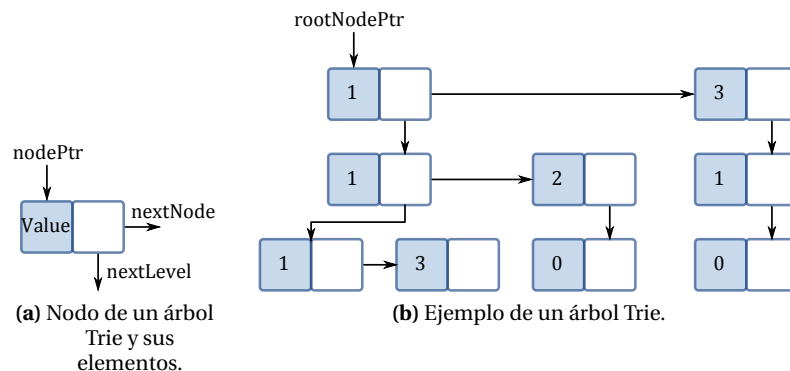 rootNodePtr
1
3
nodePtr
1
2
1
Value
nextNode
nextLevel
1
3
0
0
(a) Nodo de un árbol
Trie y sus
elementos.
(b) Ejemplo de un árbol Trie.